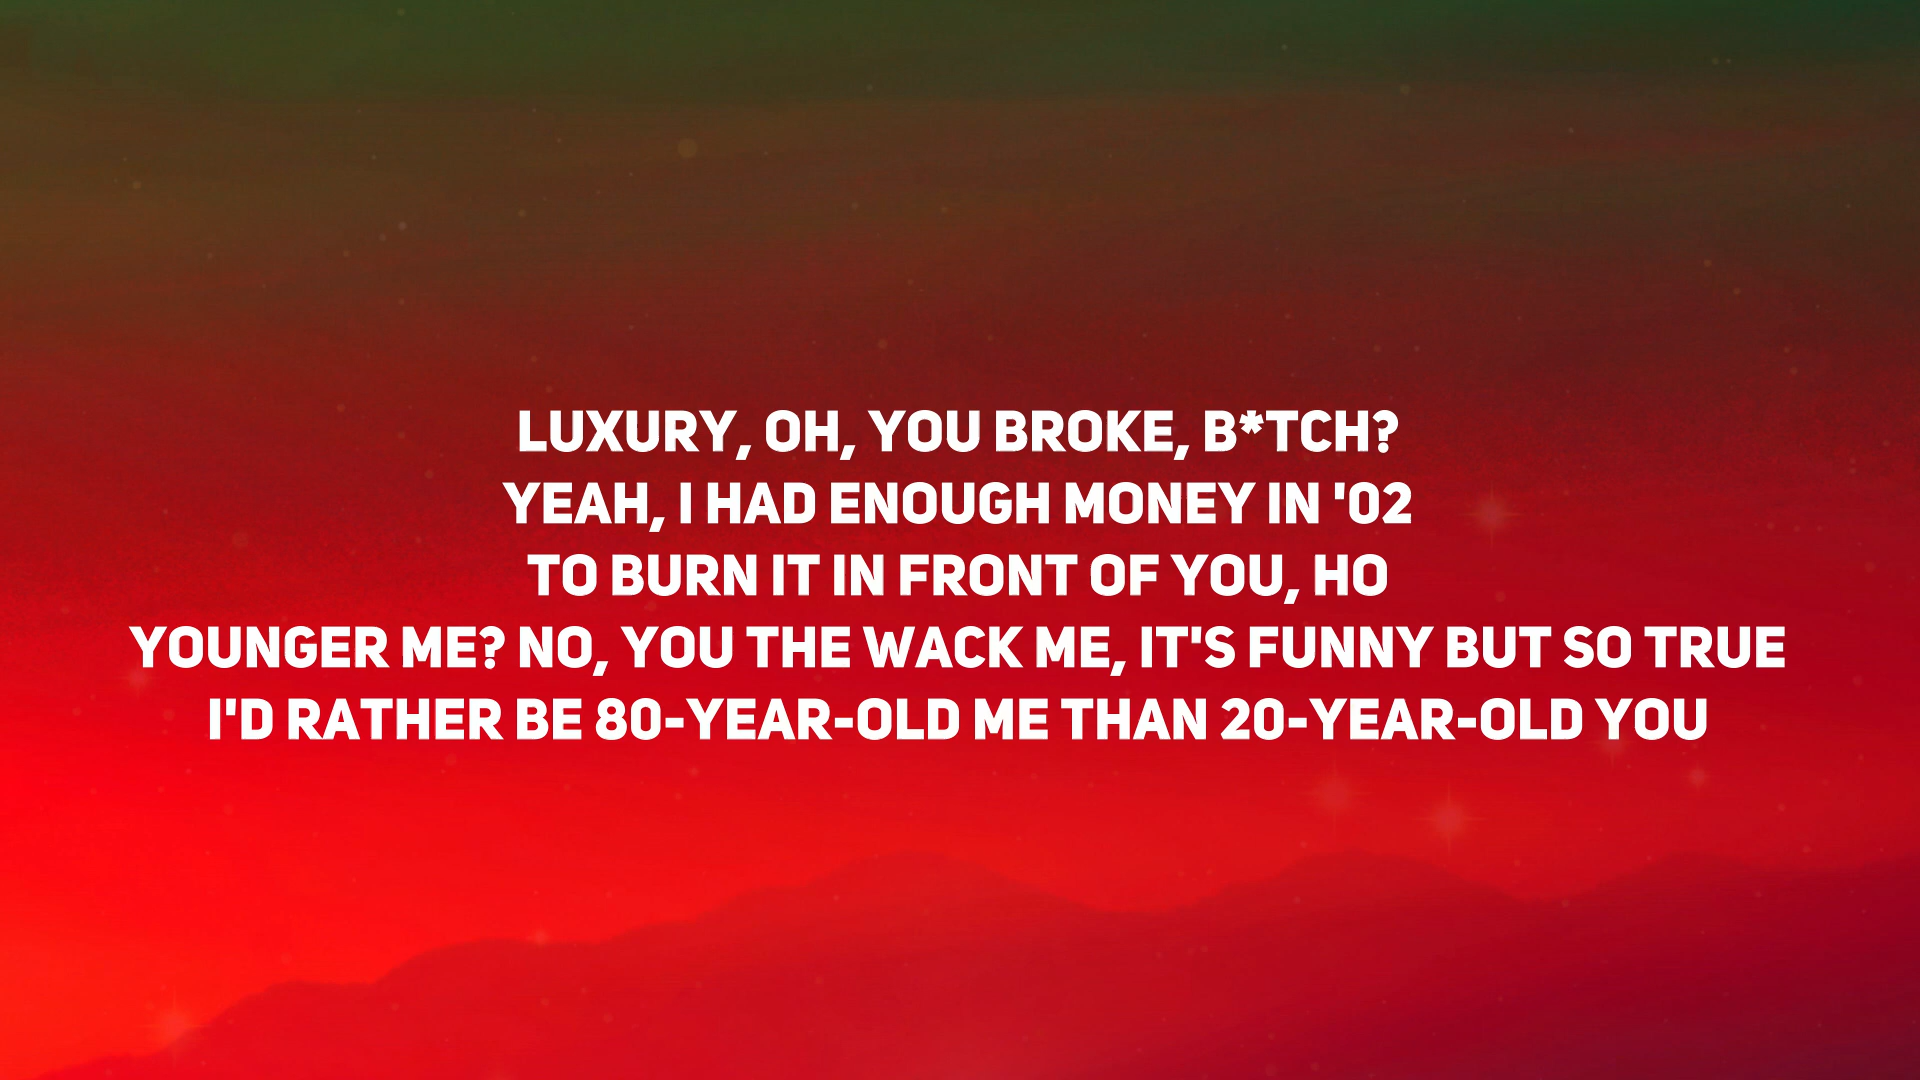 LUXURY, OH, YOU BROKE, B*TCH?
YEAH, I HAD ENOUGH MONEY IN '02
TO BURN IT IN FRONT OF YOU, HO
YOUNGER ME? NO, YOU THE WACK ME, IT'S FUNNY BUT SO TRUE
I'D RATHER BE 80-YEAR-OLD ME THAN 20-YEAR-OLD YOU